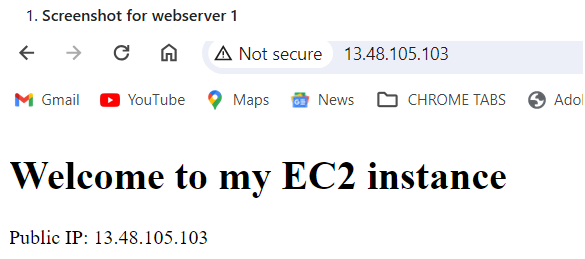 1. Screenshot for webserver 1
Not secure 13.48.105.103
Gmail YouTube Maps News CHROME TABS Ado
Welcome to my EC2 instance
Public IP: 13.48.105.103